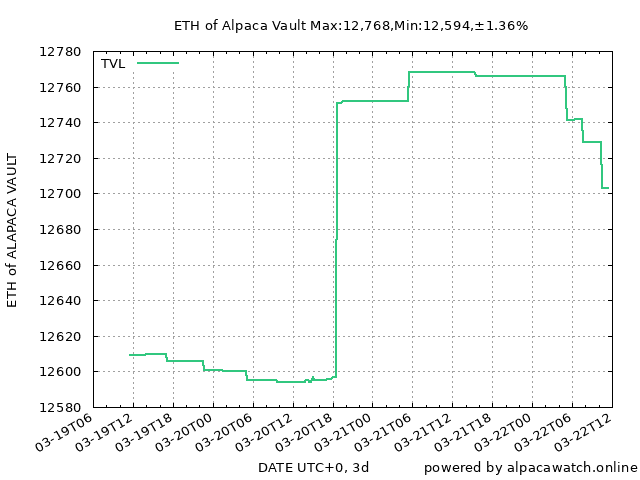 ETH of Alpaca Vault Max:12,768,Min:12,594,±1.36%
TVL
12780
12760
12740
12720
12700
12680
12660
12640
12620
12600
12580
ETH of ALAPACA VAULT
03-19T06
03-19T12
03-19T18
03-20T00
03-20T06
03-20T12
03-20T18
03-21T00
03-21T06
03-21T12
03-21T18
03-22T00
03-22T06
03-22T12
DATE UTC+0, 3d
powered by alpacawatch.online